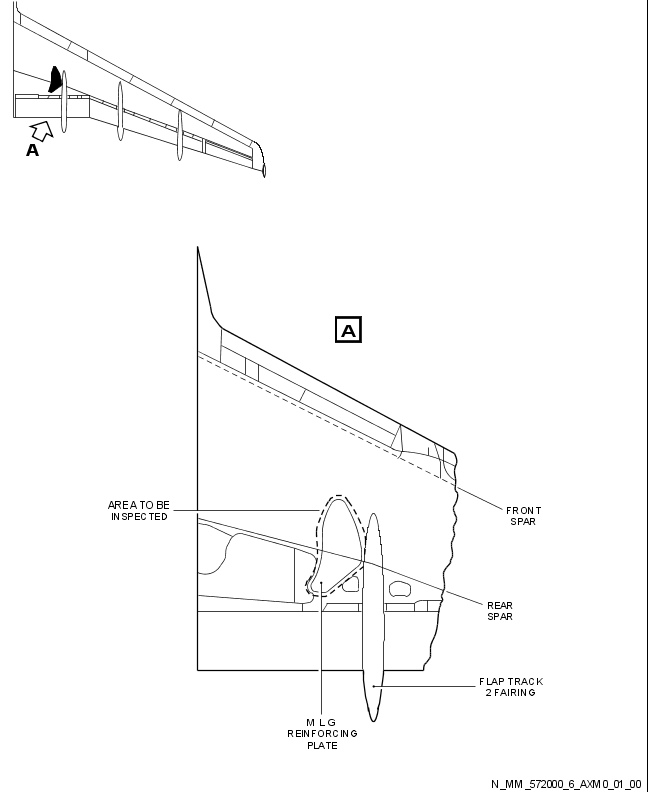 A
A
AREA TO BE
INSPECTED
FRONT
SPAR
REAR
SPAR
FLAP TRACK
2 FAIRING
MLG
REINFORCING
PLATE
N_MM_572000_6_AXM0_01_00